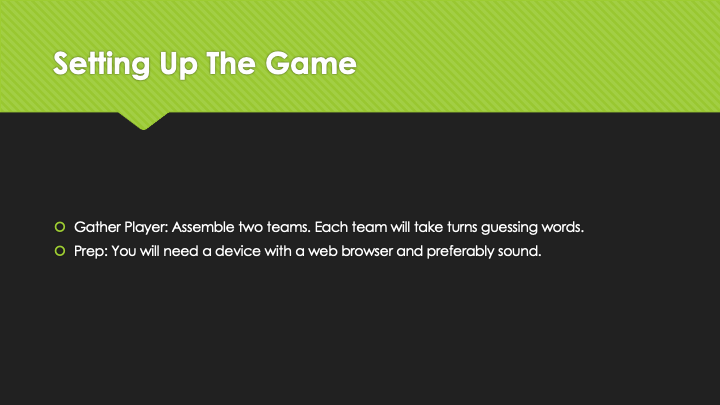 Setting Up The Game
Gather Player: Assemble two teams. Each team will take turns guessing words.
Prep: You will need a device with a web browser and preferably sound.